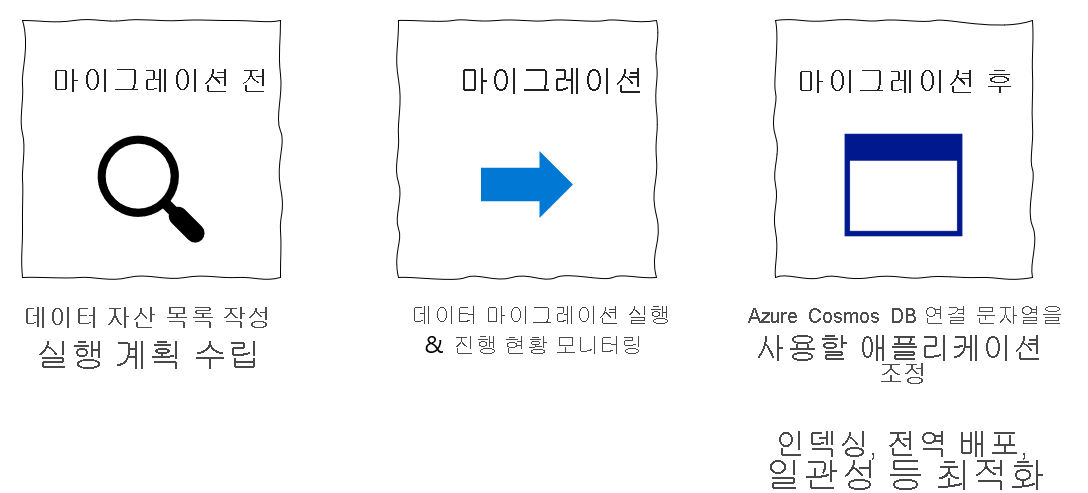 마이그레이션 전
데이터 자산 목록 작성
실행 계획 수립
마이그레이션
데이터 마이그레이션 실행
& 진행 현황 모니터링
마이그레이션 후
Azure Cosmos DB 연결 문자열을
사용할 애플리케이션
조정
인덱싱, 전역 배포,
일관성 등 최적화